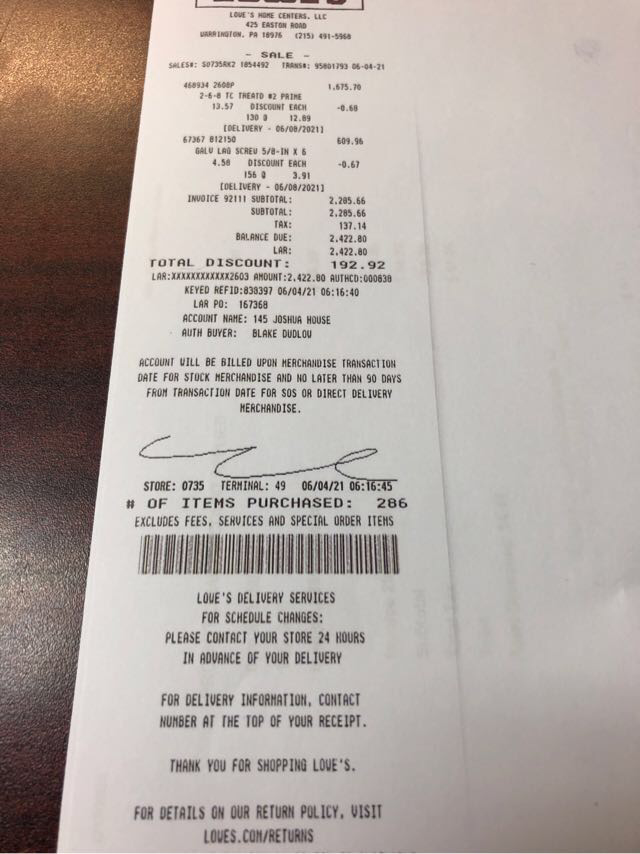 LOWE'S HOME CENTERS, LLC
425 EASTON ROAD
WARRINGTON, PA 18976 (215) 491-5968
- SALE -
SALES#: S0735RK2 1854492 TRANS#: 95801793 06-04-21
468934 2608P 1,675.70
2-6-8 TC TREATD #2 PRIME
13.57 DISCOUNT EACH -0.68
130 @ 12.89
[DELIVERY - 06/08/2021]
67367 812150 609.96
GALV LAG SCREW 5/8-IN X 6
4.58 DISCOUNT EACH -0.67
156 @ 3.91
[DELIVERY - 06/08/2021]
INVOICE 92111 SUBTOTAL: 2,285.66
SUBTOTAL: 2,285.66
TAX: 137.14
BALANCE DUE: 2,422.80
LAR: 2,422.80
TOTAL DISCOUNT: 192.92
LAR:XXXXXXXXXXXX2603 AMOUNT:2,422.80 AUTHCD:000838
KEYED REFID:838397 06/04/21 06:16:40
LAR PO: 167368
ACCOUNT NAME: 145 JOSHUA HOUSE
AUTH BUYER: BLAKE DUDLOW
ACCOUNT WILL BE BILLED UPON MERCHANDISE TRANSACTION
DATE FOR STOCK MERCHANDISE AND NO LATER THAN 90 DAYS
FROM TRANSACTION DATE FOR SOS OR DIRECT DELIVERY
MERCHANDISE.
STORE: 0735 TERMINAL: 49 06/04/21 06:16:45
# OF ITEMS PURCHASED: 286
EXCLUDES FEES, SERVICES AND SPECIAL ORDER ITEMS
LOWE'S DELIVERY SERVICES
FOR SCHEDULE CHANGES:
PLEASE CONTACT YOUR STORE 24 HOURS
IN ADVANCE OF YOUR DELIVERY
FOR DELIVERY INFORMATION, CONTACT
NUMBER AT THE TOP OF YOUR RECEIPT.
THANK YOU FOR SHOPPING LOWE'S.
FOR DETAILS ON OUR RETURN POLICY, VISIT
LOWES.COM/RETURNS